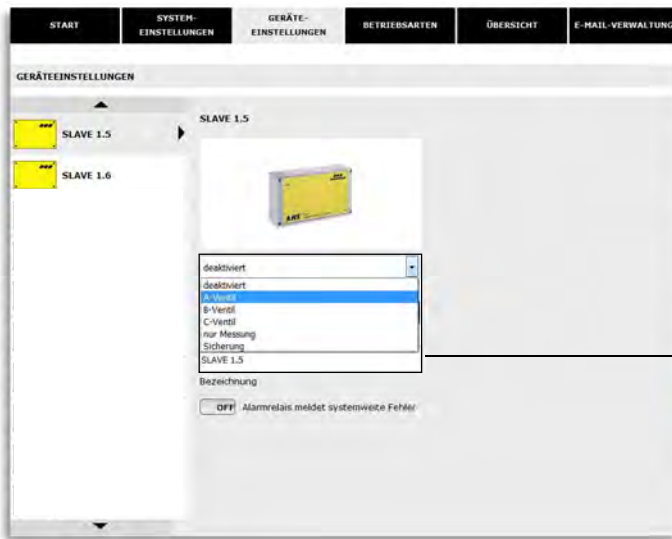 START
SYSTEM-
EINSTELLUNGEN
GERÄTE-
EINSTELLUNGEN
BETRIEBSARTEN
ÜBERSICHT
E-MAIL-VERWALTUNG
GERÄTEEINSTELLUNGEN
SLAVE 1.5
SLAVE 1.6
SLAVE 1.5
deaktiviert
deaktiviert
A-Ventil
B-Ventil
C-Ventil
nur Messung
Sicherung
SLAVE 1.5
Bezeichnung
OFF Alarmrelais meldet systemweite Fehler